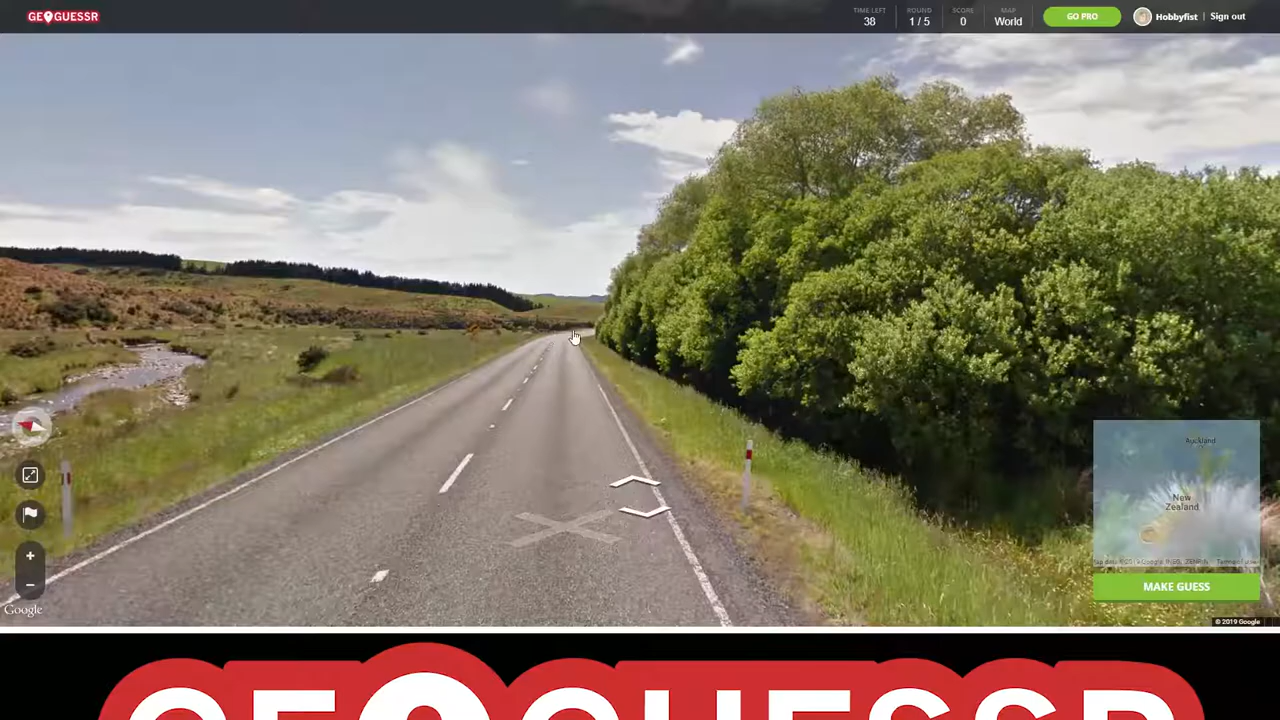 GEOGUESSR
TIME LEFT
38
ROUND
1 / 5
SCORE
0
MAP
World
GO PRO
Hobbyfist
Sign out
Auckland
New
Zealand
MAKE GUESS
Google
© 2019 Google
GEOGUESSR